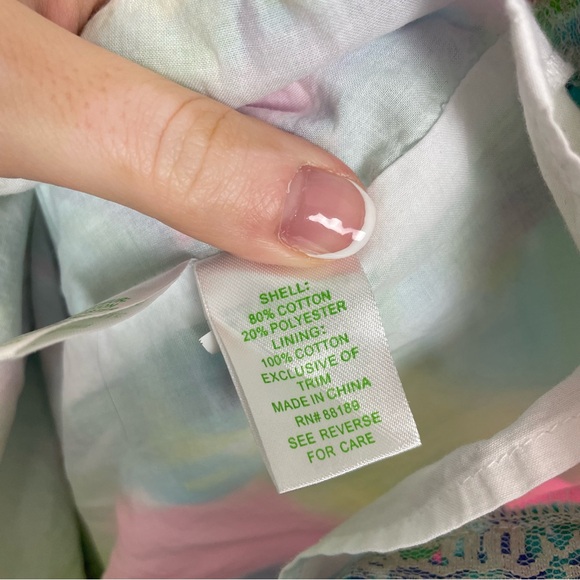 SHELL:
80% COTTON
20% POLYESTER
LINING:
100% COTTON
EXCLUSIVE OF
TRIM
MADE IN CHINA
RN# 88189
SEE REVERSE
FOR CARE